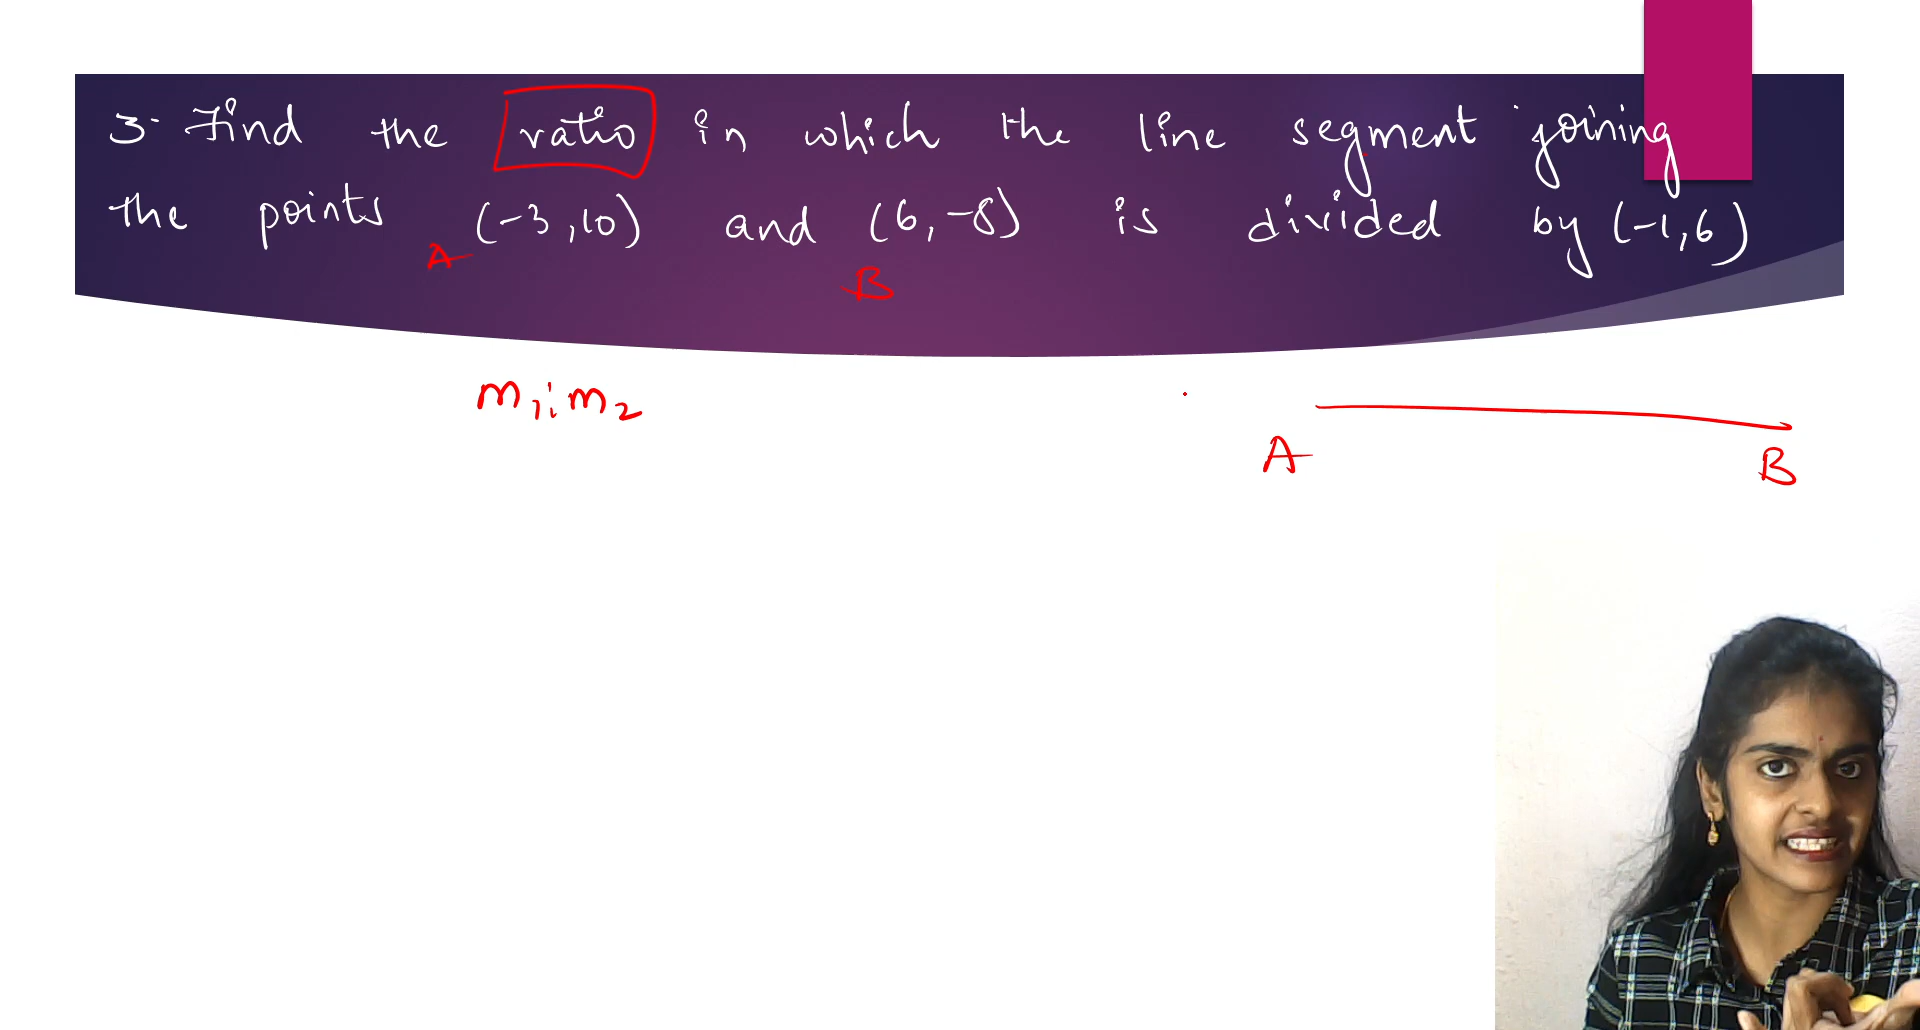 3. Find the ratio in which the line segment joining
the points (-3,10) and (6,-8) is divided by (-1,6)
A B
m1:m2
A B